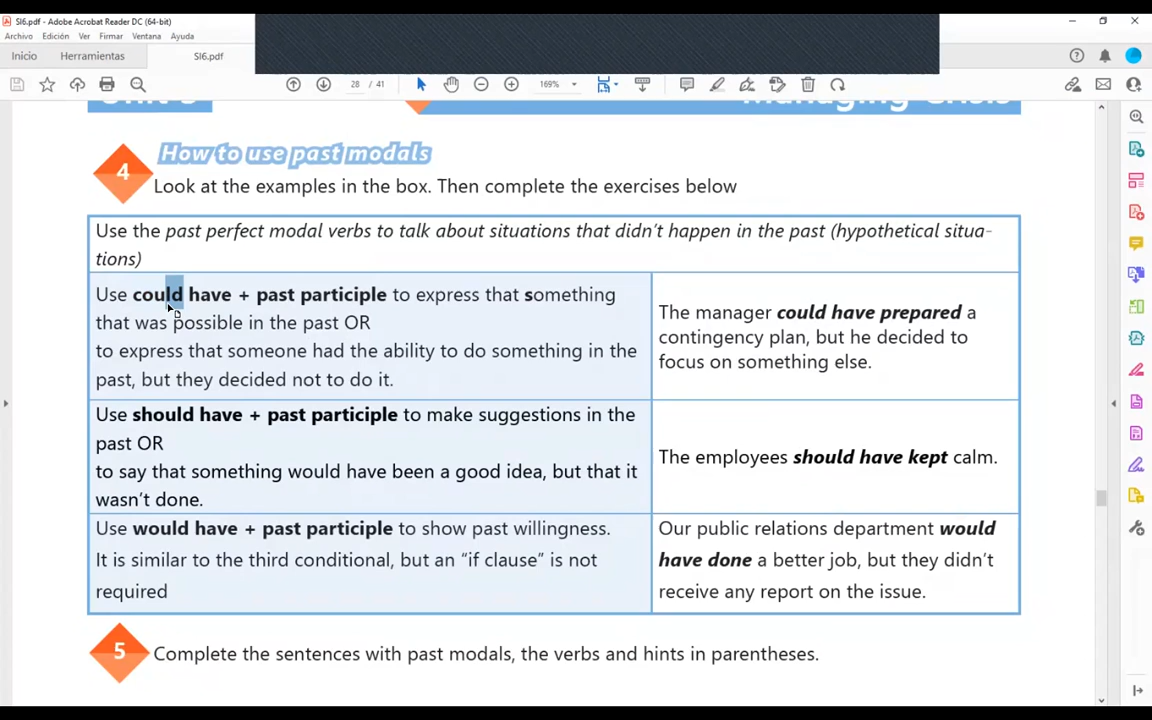 SI6.pdf - Adobe Acrobat Reader DC (64-bit)
Archivo Edición Ver Firmar Ventana Ayuda
Inicio Herramientas SI6.pdf
28 / 41 169%
Managing Crisis
4 How to use past modals
Look at the examples in the box. Then complete the exercises below
Use the past perfect modal verbs to talk about situations that didn't happen in the past (hypothetical situa-
tions)
Use could have + past participle to express that something
that was possible in the past OR
to express that someone had the ability to do something in the
past, but they decided not to do it.
The manager could have prepared a
contingency plan, but he decided to
focus on something else.
Use should have + past participle to make suggestions in the
past OR
to say that something would have been a good idea, but that it
wasn't done.
The employees should have kept calm.
Use would have + past participle to show past willingness.
It is similar to the third conditional, but an "if clause" is not
required
Our public relations department would
have done a better job, but they didn't
receive any report on the issue.
5 Complete the sentences with past modals, the verbs and hints in parentheses.